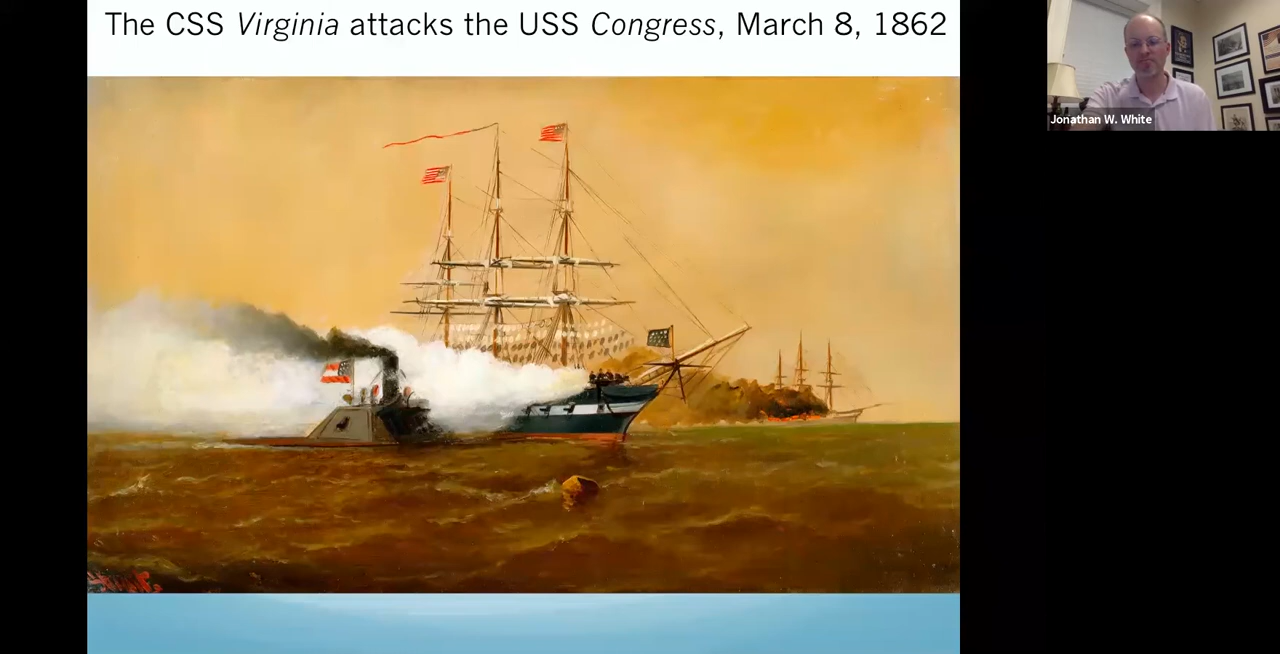 The CSS Virginia attacks the USS Congress, March 8, 1862
Jonathan W. White